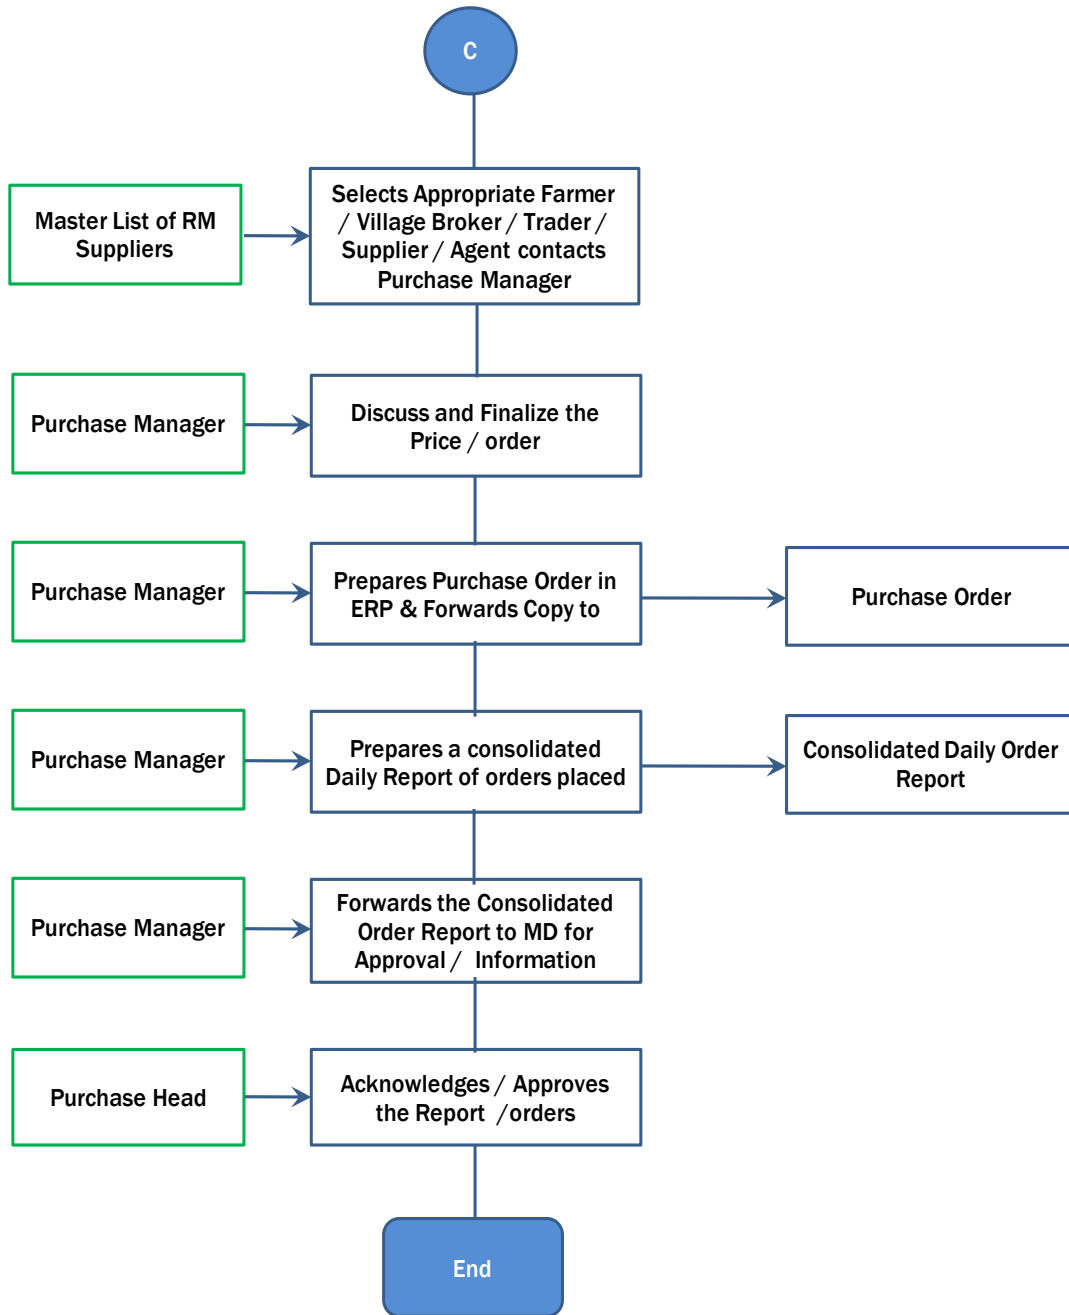 C
Master List of RM
Suppliers
Selects Appropriate Farmer
/ Village Broker / Trader /
Supplier / Agent contacts
Purchase Manager
Purchase Manager
Discuss and Finalize the
Price / order
Purchase Manager
Prepares Purchase Order in
ERP & Forwards Copy to
Purchase Order
Purchase Manager
Prepares a consolidated
Daily Report of orders placed
Consolidated Daily Order
Report
Purchase Manager
Forwards the Consolidated
Order Report to MD for
Approval / Information
Purchase Head
Acknowledges / Approves
the Report /orders
End